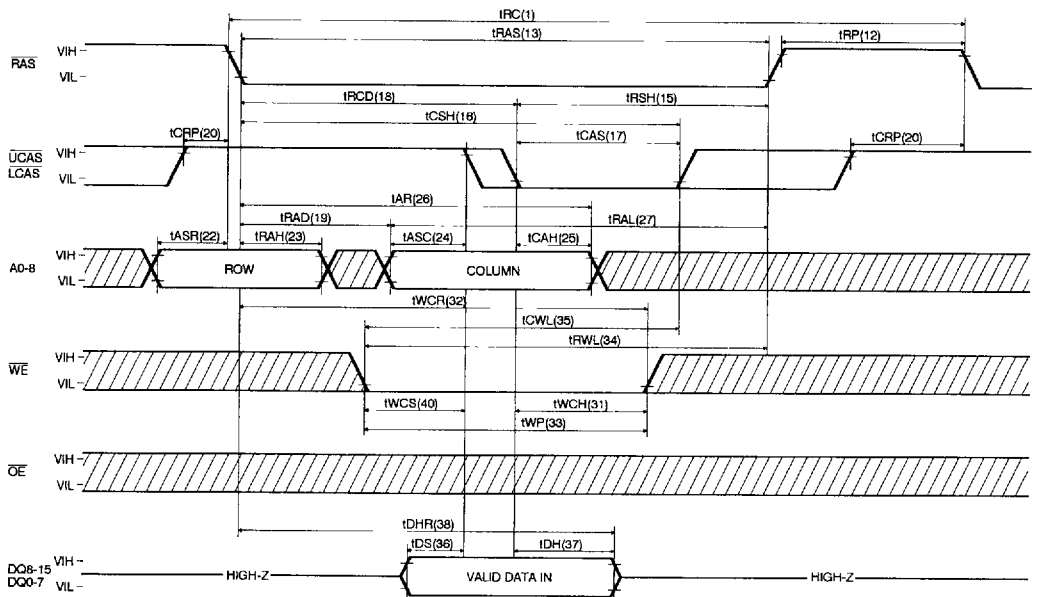 tRC(1)
tRAS(13)
tRP(12)
VIH
RAS
VIL
tRCD(18)
tRSH(15)
tCSH(16)
tCRP(20)
tCAS(17)
tCRP(20)
UCAS
VIH
LCAS
VIL
tAR(26)
tRAD(19)
tRAL(27)
tASR(22)
tRAH(23)
tASC(24)
tCAH(25)
VIH
A0-8
ROW
COLUMN
VIL
tWCR(32)
tCWL(35)
tRWL(34)
VIH
WE
VIL
tWCS(40)
tWCH(31)
tWP(33)
VIH
OE
VIL
tDHR(38)
tDS(36)
tDH(37)
DQ8-15
VIH
HIGH-Z
VALID DATA IN
HIGH-Z
DQ0-7
VIL